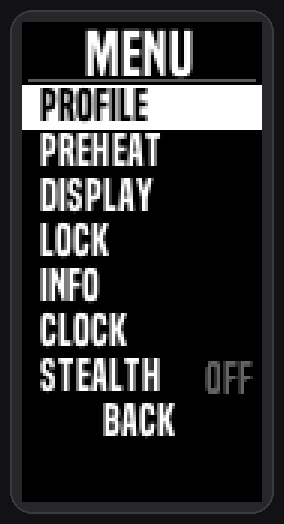 MENU
PROFILE
PREHEAT
DISPLAY
LOCK
INFO
CLOCK
STEALTH OFF
BACK